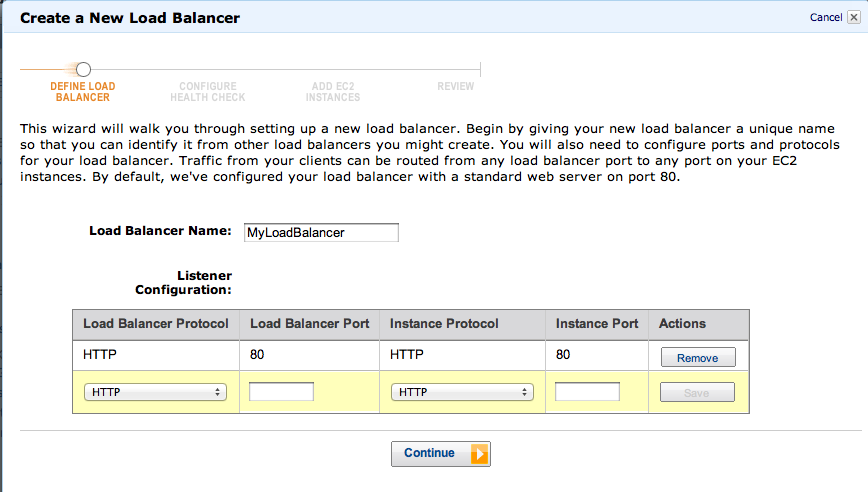 Create a New Load Balancer
Cancel
DEFINE LOAD
BALANCER
CONFIGURE
HEALTH CHECK
ADD EC2
INSTANCES
REVIEW
This wizard will walk you through setting up a new load balancer. Begin by giving your new load balancer a unique name
so that you can identify it from other load balancers you might create. You will also need to configure ports and protocols
for your load balancer. Traffic from your clients can be routed from any load balancer port to any port on your EC2
instances. By default, we've configured your load balancer with a standard web server on port 80.
Load Balancer Name: MyLoadBalancer
Listener
Configuration:
Load Balancer Protocol Load Balancer Port Instance Protocol Instance Port Actions
HTTP 80 HTTP 80 Remove
HTTP HTTP Save
Continue